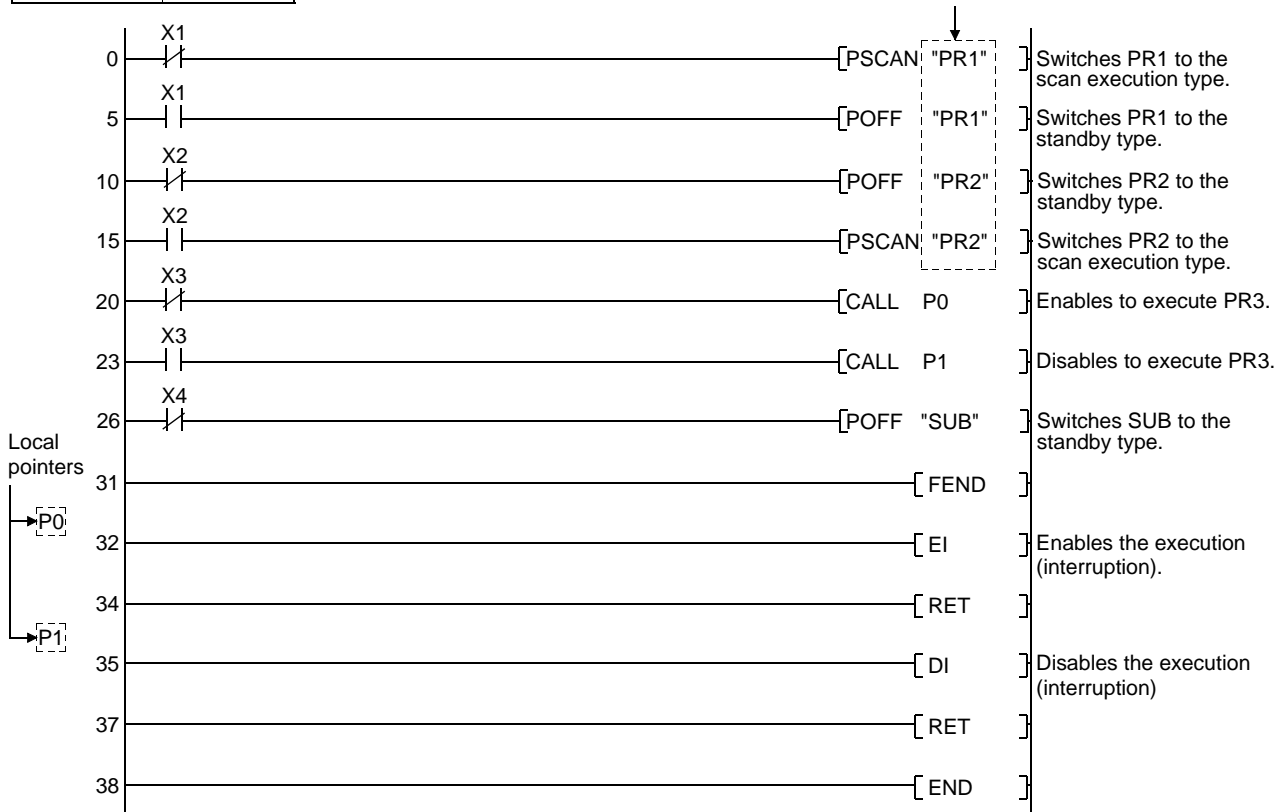 X1
0 [PSCAN "PR1" ] Switches PR1 to the
scan execution type.
X1
5 [POFF "PR1" ] Switches PR1 to the
standby type.
X2
10 [POFF "PR2" ] Switches PR2 to the
standby type.
X2
15 [PSCAN "PR2" ] Switches PR2 to the
scan execution type.
X3
20 [CALL P0 ] Enables to execute PR3.
X3
23 [CALL P1 ] Disables to execute PR3.
X4
26 [POFF "SUB" ] Switches SUB to the
standby type.
Local
pointers
31 [ FEND ]
P0
32 [ EI ] Enables the execution
(interruption).
34 [ RET ]
P1
35 [ DI ] Disables the execution
(interruption)
37 [ RET ]
38 [ END ]